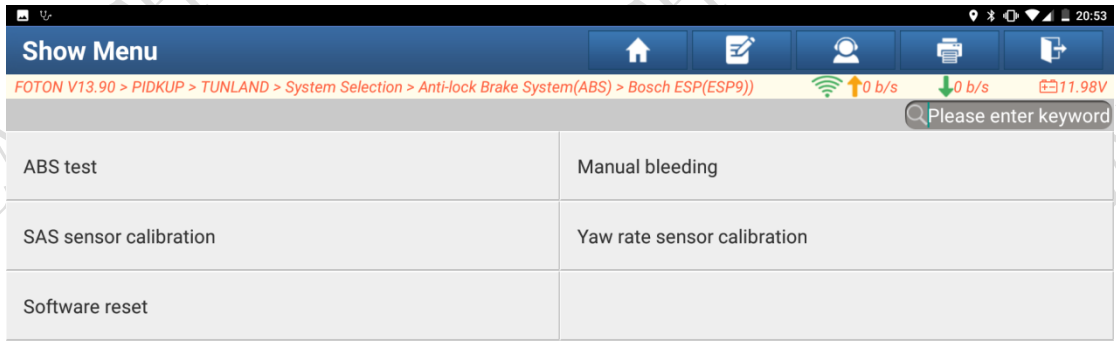 20:53
Show Menu
FOTON V13.90 > PIDKUP > TUNLAND > System Selection > Anti-lock Brake System(ABS) > Bosch ESP(ESP9)) 0 b/s 0 b/s 11.98V
Please enter keyword
ABS test Manual bleeding
SAS sensor calibration Yaw rate sensor calibration
Software reset